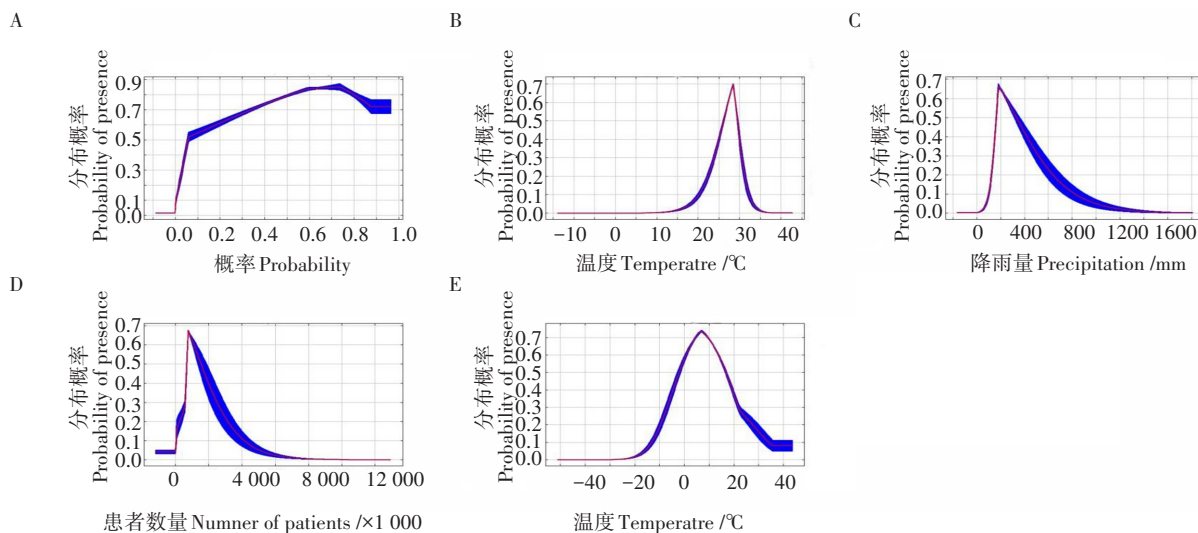 A
分布概率
Probability of presence
0.9
0.7
0.5
0.3
0.1
0.0
0.0 0.2 0.4 0.6 0.8 1.0
概率 Probability
B
分布概率
Probability of presence
0.7
0.6
0.5
0.4
0.3
0.2
0.1
0.0
−10 0 10 20 30 40
温度 Temperatre /℃
C
分布概率
Probability of presence
0.7
0.6
0.5
0.4
0.3
0.2
0.1
0.0
0 400 800 1200 1600
降雨量 Precipitation /mm
D
分布概率
Probability of presence
0.7
0.6
0.5
0.4
0.3
0.2
0.1
0.0
0 4 000 8 000 12 000
患者数量 Numner of patients /×1 000
E
分布概率
Probability of presence
0.7
0.6
0.5
0.4
0.3
0.2
0.1
0.0
−40 −20 0 20 40
温度 Temperatre /℃